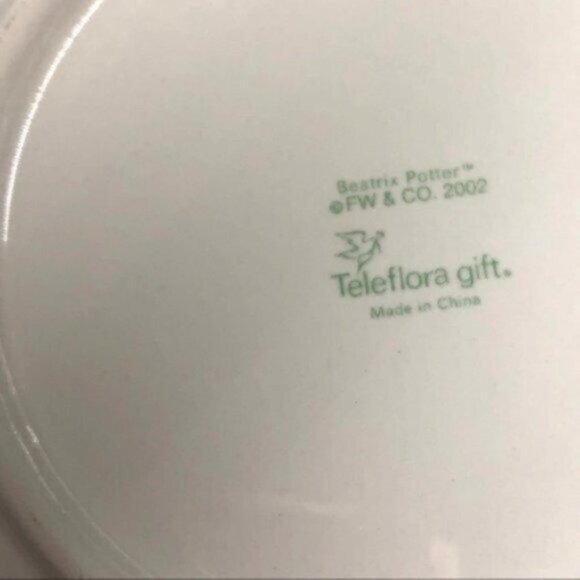 Beatrix Potter™
©FW & CO. 2002
Teleflora gift®
Made in China